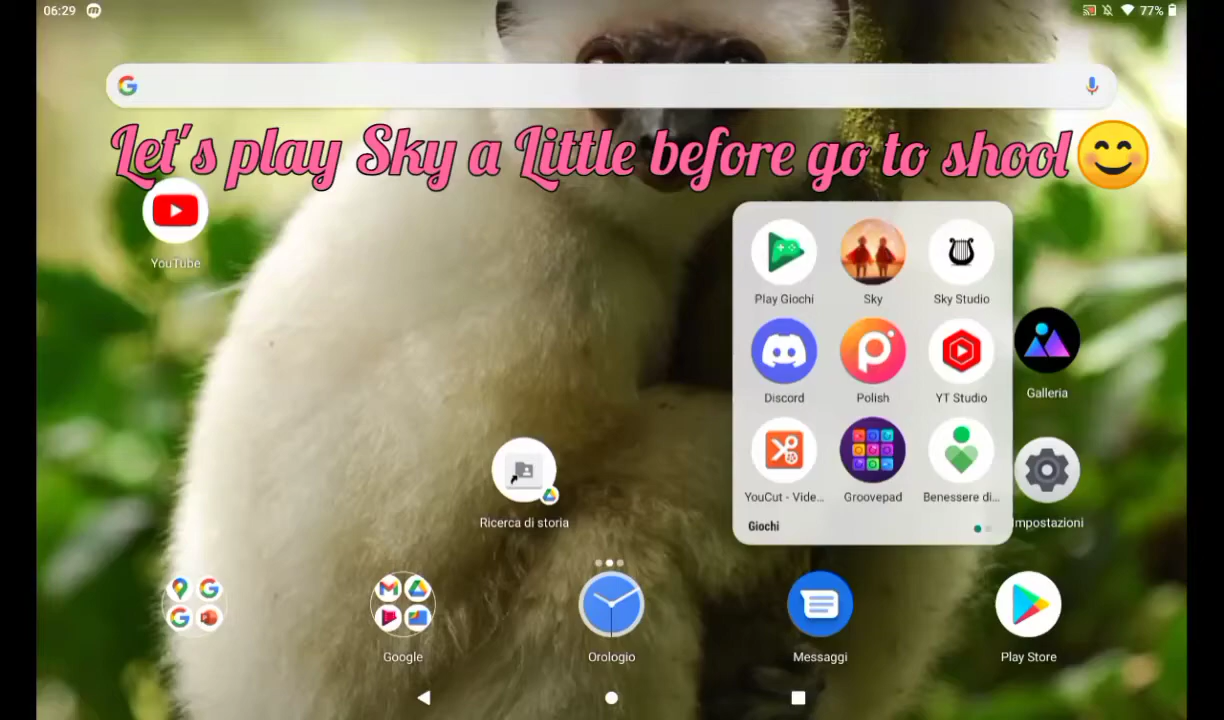 06:29
77%
Let's play Sky a Little before go to shool😊
YouTube
Play Giochi
Sky
Sky Studio
Discord
Polish
YT Studio
Galleria
YouCut - Vide...
Groovepad
Benessere di...
Giochi
Ricerca di storia
Impostazioni
Google
Orologio
Messaggi
Play Store